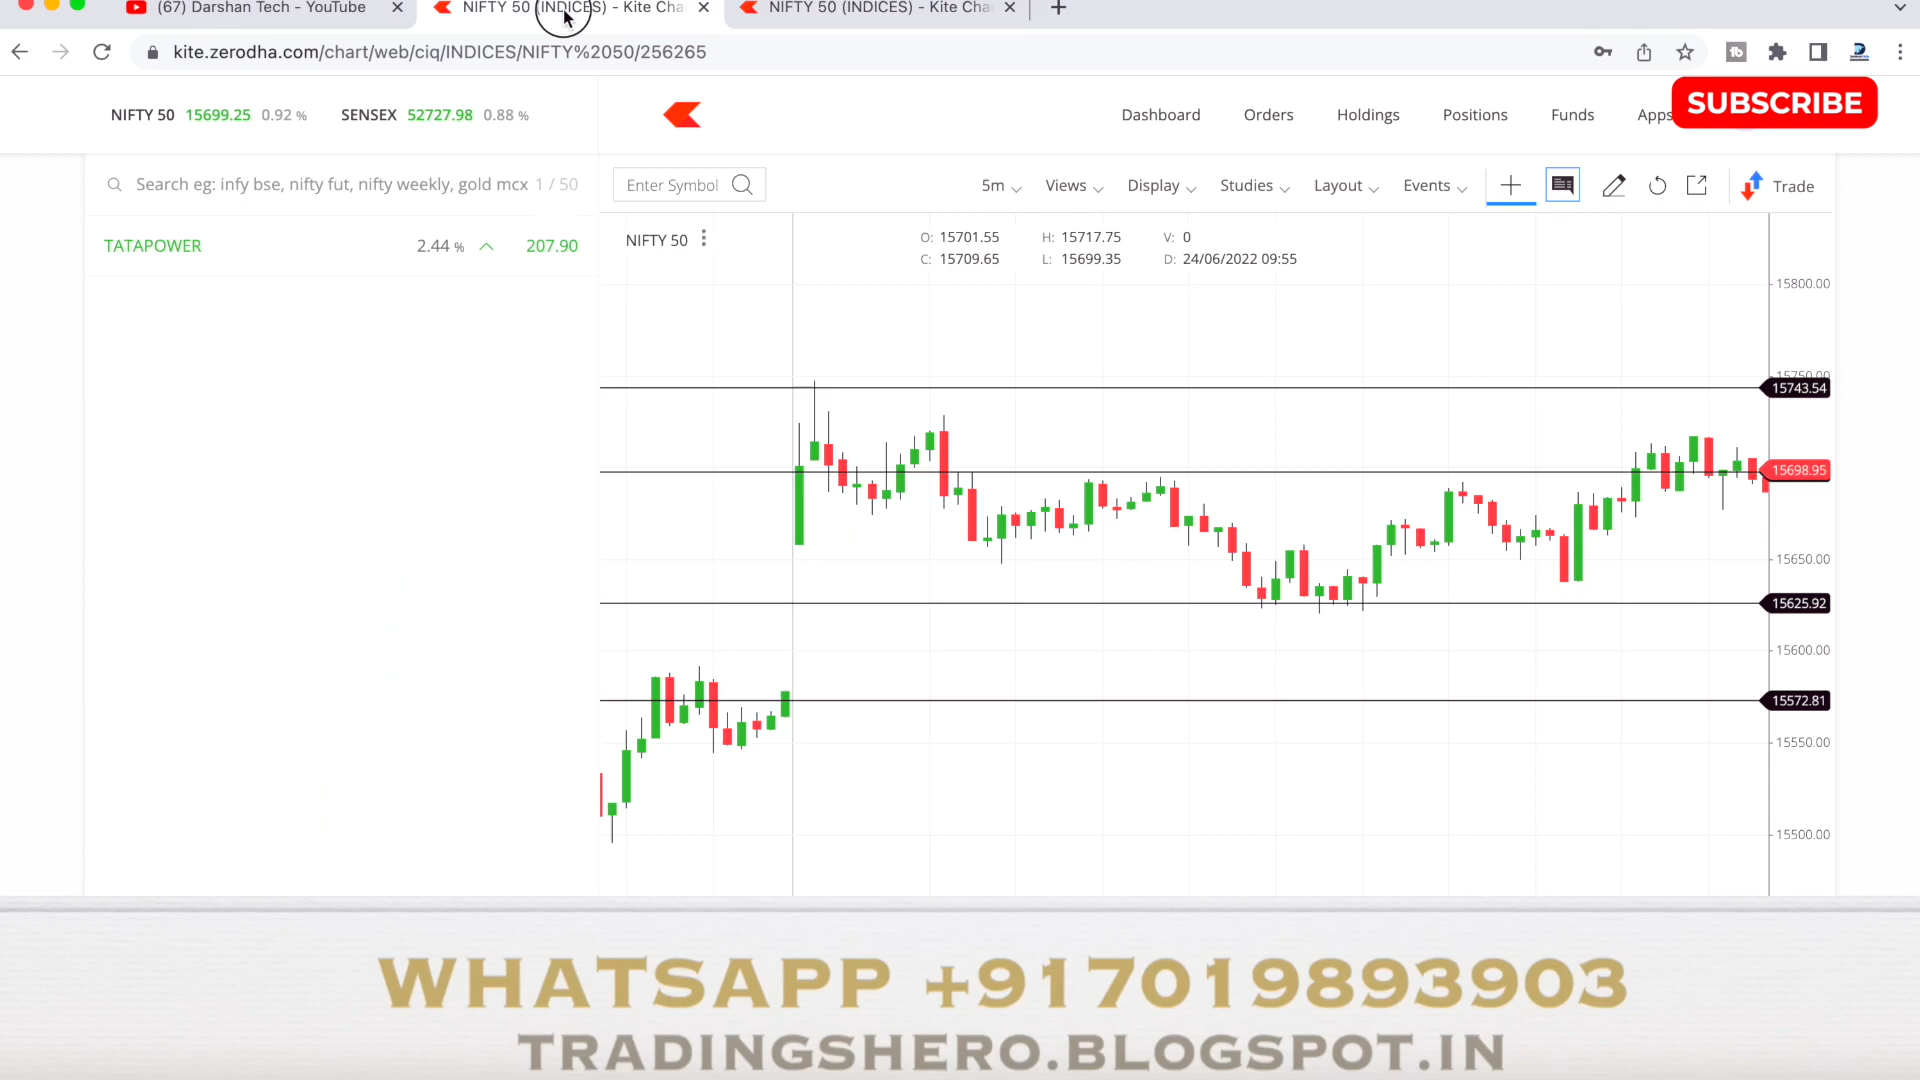 (67) Darshan Tech - YouTube
NIFTY 50 (INDICES) - Kite Cha
NIFTY 50 (INDICES) - Kite Cha
kite.zerodha.com/chart/web/ciq/INDICES/NIFTY%2050/256265
NIFTY 50 15699.25 0.92 % SENSEX 52727.98 0.88 %
Dashboard Orders Holdings Positions Funds Apps
SUBSCRIBE
Search eg: infy bse, nifty fut, nifty weekly, gold mcx 1 / 50
Enter Symbol 5m Views Display Studies Layout Events Trade
TATAPOWER 2.44 % 207.90
NIFTY 50
O: 15701.55 H: 15717.75 V: 0
C: 15709.65 L: 15699.35 D: 24/06/2022 09:55
15800.00
15750.00
15743.54
15698.95
15650.00
15625.92
15600.00
15572.81
15550.00
15500.00
WHATSAPP +917019893903
TRADINGSHERO.BLOGSPOT.IN